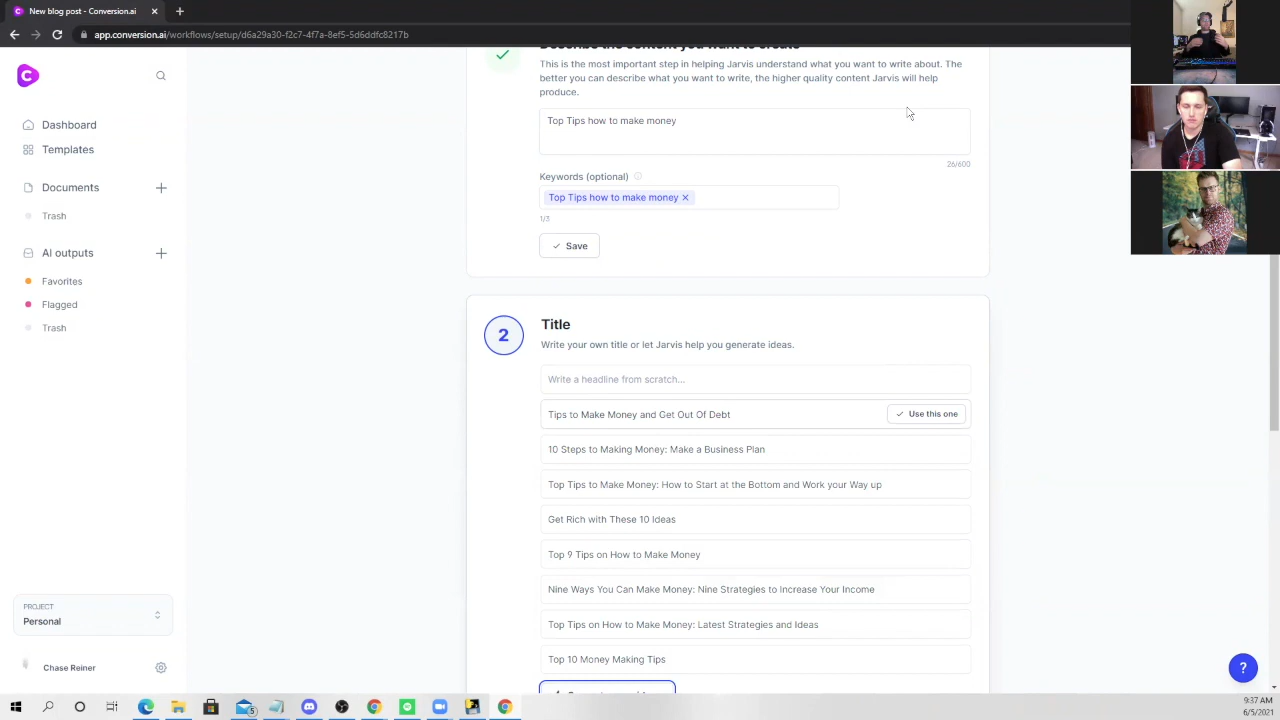 New blog post - Conversion.ai
app.conversion.ai/workflows/setup/d6a29a30-f2c7-4f7a-8ef5-5d6ddfc8217b
Describe the content you want to create
This is the most important step in helping Jarvis understand what you want to write about. The
better you can describe what you want to write, the higher quality content Jarvis will help
produce.
Top Tips how to make money
26/600
Keywords (optional)
Top Tips how to make money
1/3
Save
Dashboard
Templates
Documents
Trash
AI outputs
Favorites
Flagged
Trash
2
Title
Write your own title or let Jarvis help you generate ideas.
Write a headline from scratch...
Tips to Make Money and Get Out Of Debt
Use this one
10 Steps to Making Money: Make a Business Plan
Top Tips to Make Money: How to Start at the Bottom and Work your Way up
Get Rich with These 10 Ideas
Top 9 Tips on How to Make Money
Nine Ways You Can Make Money: Nine Strategies to Increase Your Income
Top Tips on How to Make Money: Latest Strategies and Ideas
Top 10 Money Making Tips
PROJECT
Personal
Chase Reiner
?
5
9:37 AM
6/5/2021